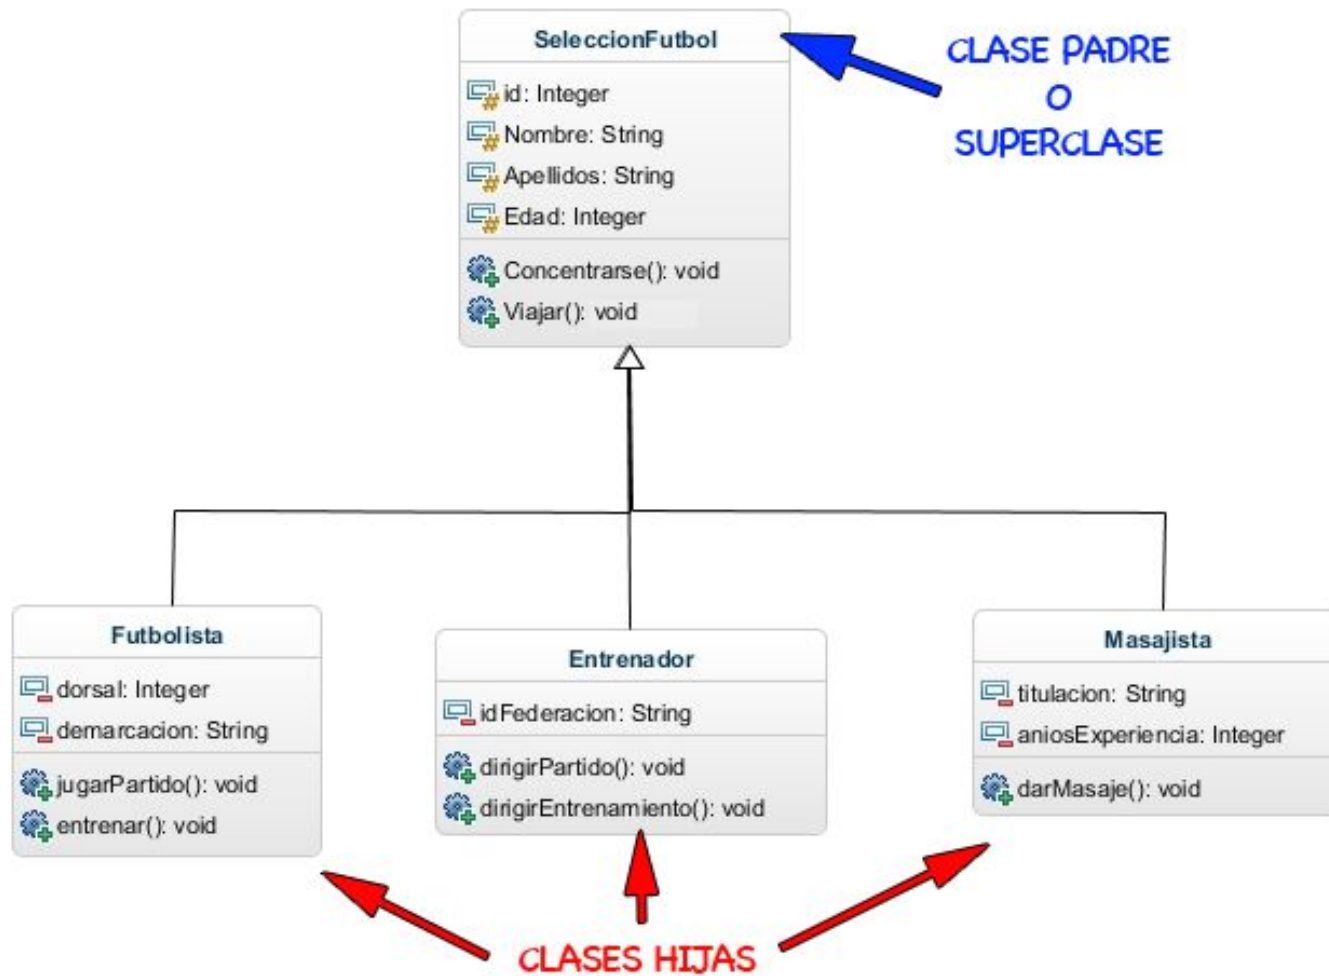 SeleccionFutbol
id: Integer
Nombre: String
Apellidos: String
Edad: Integer
Concentrarse(): void
Viajar(): void
CLASE PADRE
O
SUPERCLASE
Futbolista
dorsal: Integer
demarcacion: String
jugarPartido(): void
entrenar(): void
Entrenador
idFederacion: String
dirigirPartido(): void
dirigirEntrenamiento(): void
Masajista
titulacion: String
aniosExperiencia: Integer
darMasaje(): void
CLASES HIJAS